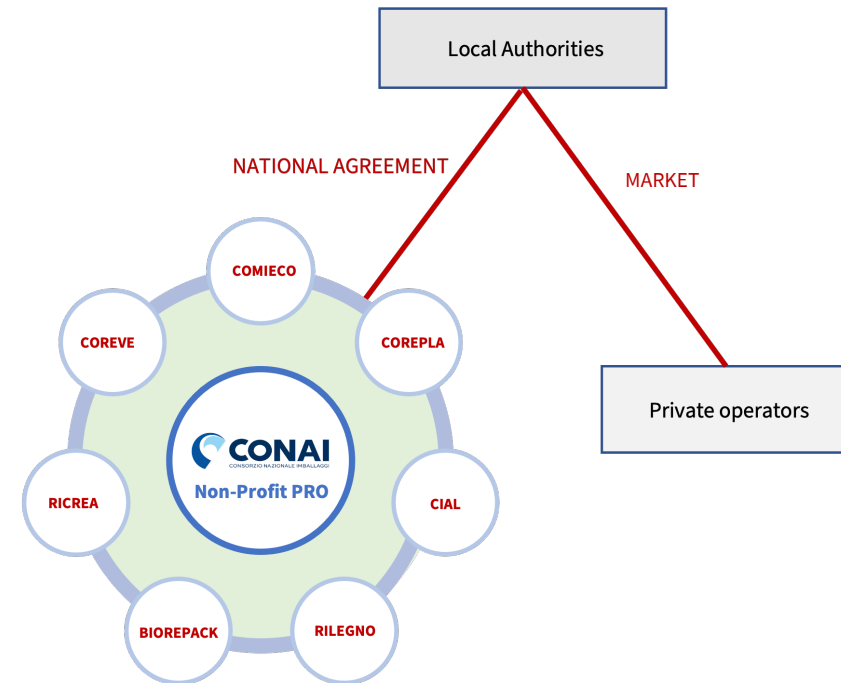 Local Authorities
NATIONAL AGREEMENT
MARKET
COMIECO
COREVE
COREPLA
Private operators
CONAI
CONSORZIO NAZIONALE IMBALLAGGI
Non-Profit PRO
RICREA
CIAL
BIOREPACK
RILEGNO